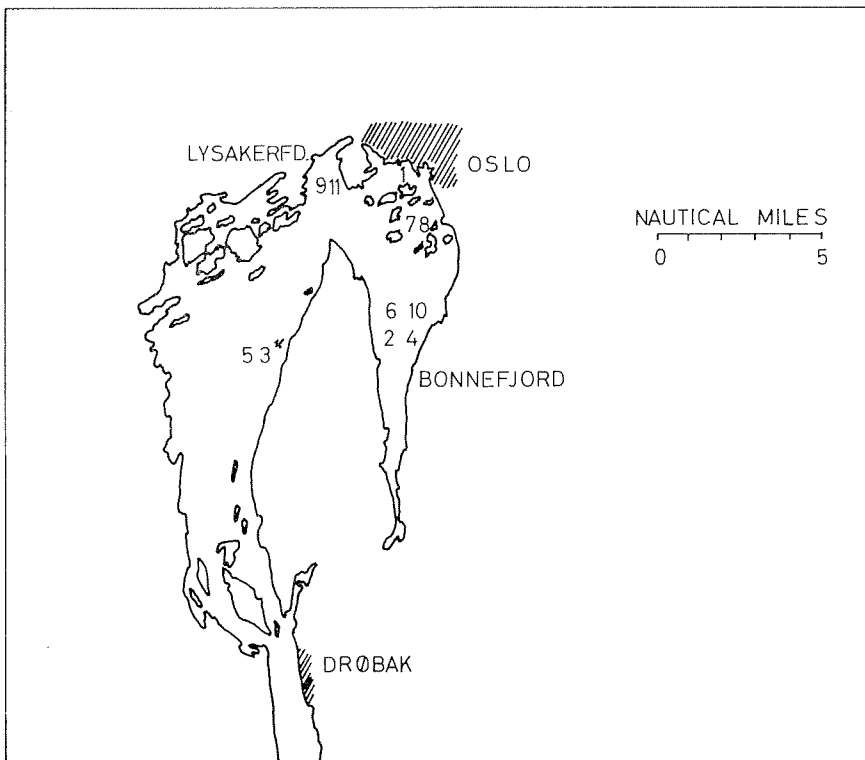 LYSAKERFD.
OSLO
1
9 11
7 8
NAUTICAL MILES
0 5
6 10
2 4
5 3
BONNEFJORD
DRØBAK